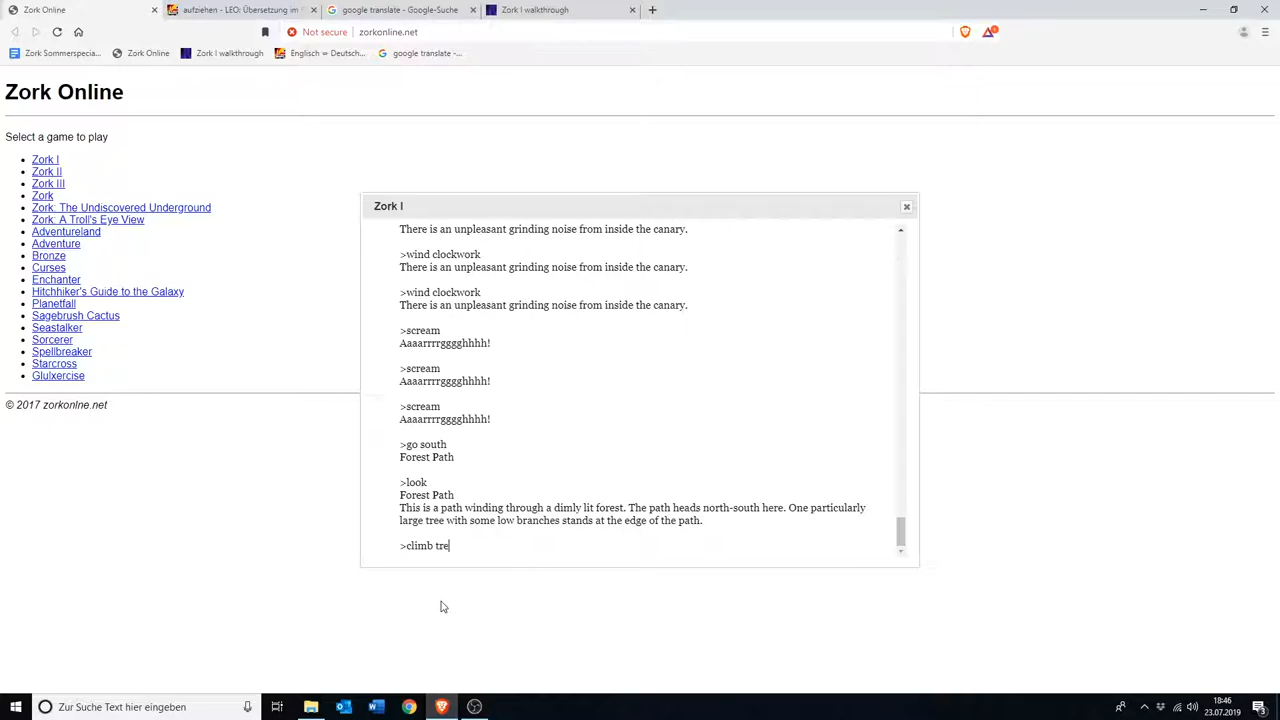 Zork Online
aufziehen - LEO: Übersetzung im
google translate - Google-Suche
Zork I walkthrough
Not secure
zorkonline.net
Zork Sommerspecia...
Zork Online
Zork I walkthrough
Englisch ⇔ Deutsch...
google translate -...
Zork Online
Select a game to play
Zork I
Zork II
Zork III
Zork
Zork: The Undiscovered Underground
Zork: A Troll's Eye View
Adventureland
Adventure
Bronze
Curses
Enchanter
Hitchhiker's Guide to the Galaxy
Planetfall
Sagebrush Cactus
Seastalker
Sorcerer
Spellbreaker
Starcross
Glulxercise
© 2017 zorkonlne.net
Zork I
There is an unpleasant grinding noise from inside the canary.
>wind clockwork
There is an unpleasant grinding noise from inside the canary.
>wind clockwork
There is an unpleasant grinding noise from inside the canary.
>scream
Aaaarrrrgggghhhh!
>scream
Aaaarrrrgggghhhh!
>scream
Aaaarrrrgggghhhh!
>go south
Forest Path
>look
Forest Path
This is a path winding through a dimly lit forest. The path heads north-south here. One particularly
large tree with some low branches stands at the edge of the path.
>climb tre
Zur Suche Text hier eingeben
18:46
23.07.2019